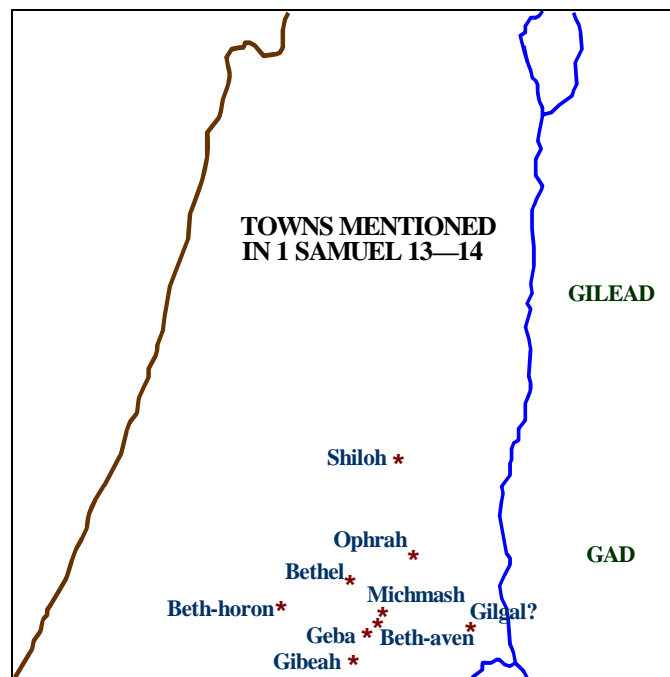 TOWNS MENTIONED
IN 1 SAMUEL 13—14
GILEAD
Shiloh *
Ophrah
*
GAD
Bethel *
Michmash
Beth-horon *
*
Gilgal?
*
*
Geba *
Beth-aven
Gibeah *